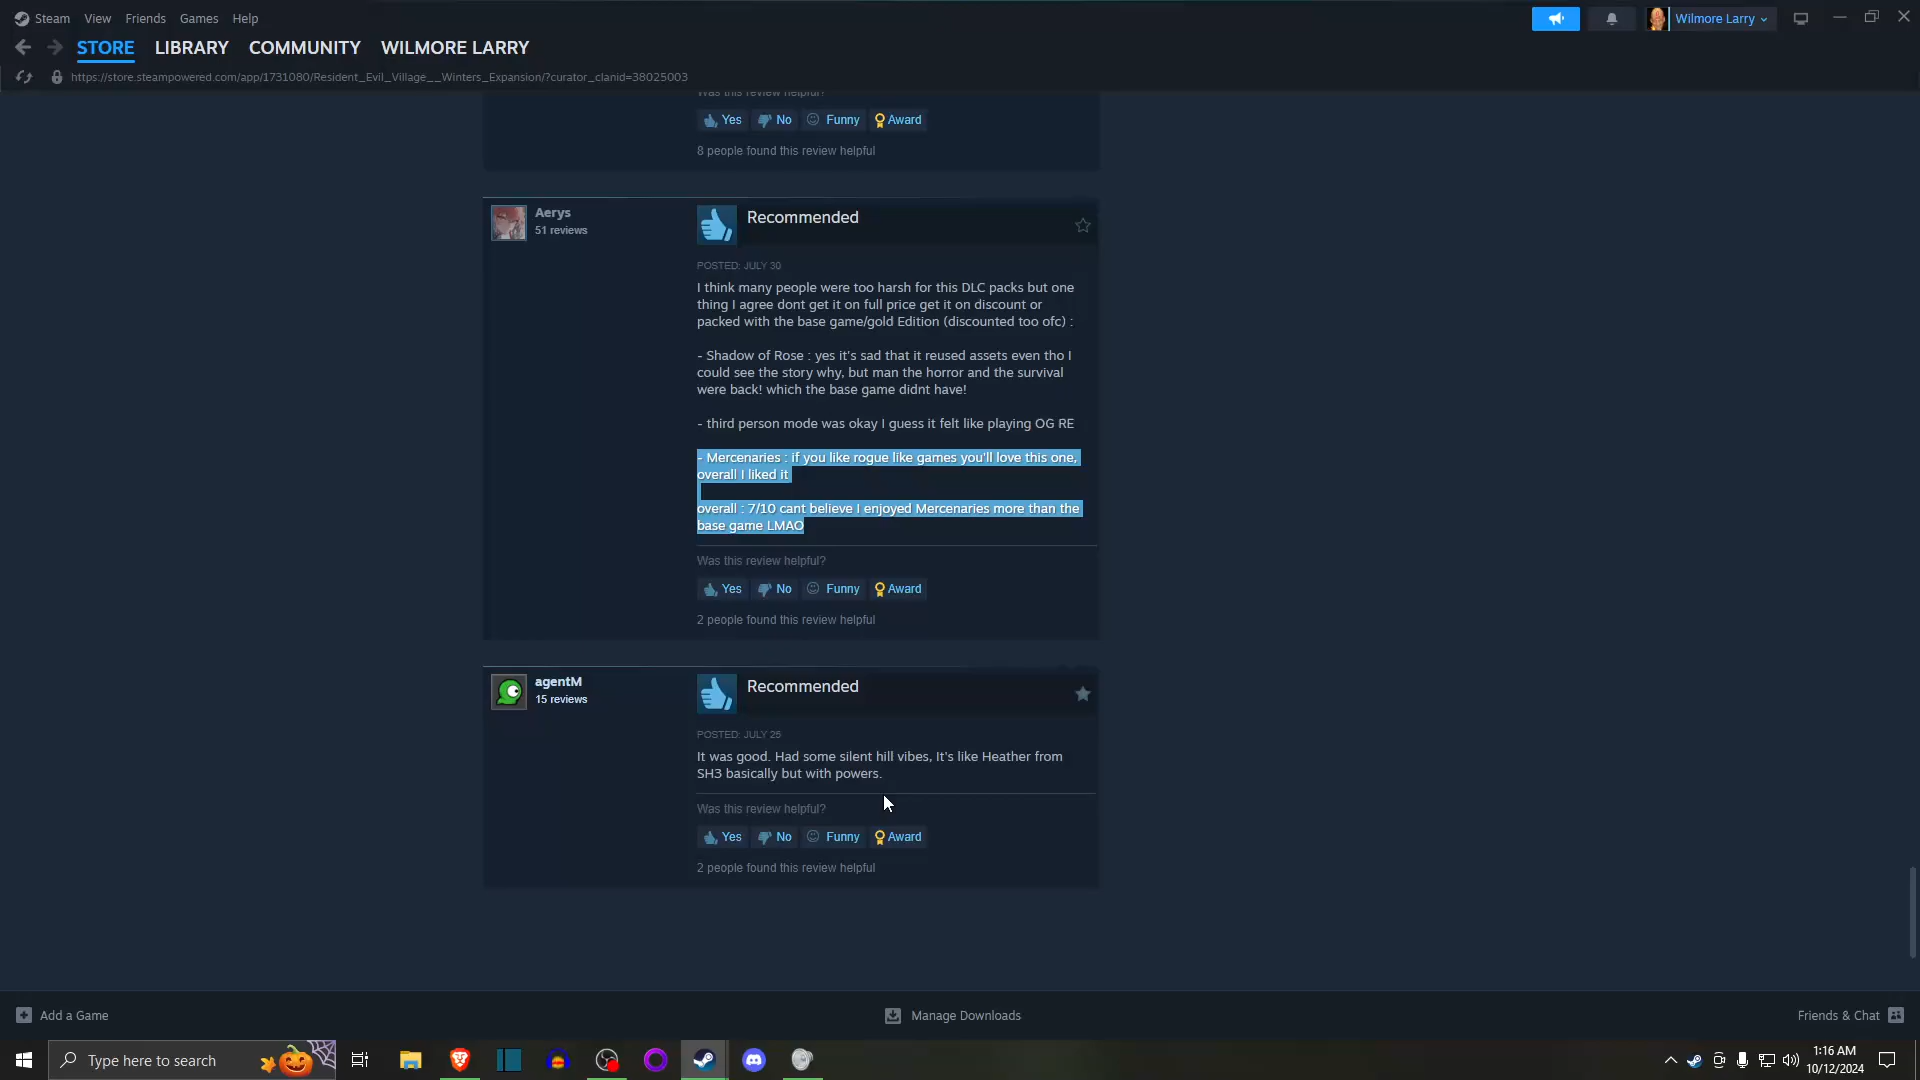 Steam View Friends Games Help
Wilmore Larry
STORE LIBRARY COMMUNITY WILMORE LARRY
https://store.steampowered.com/app/1731080/Resident_Evil_Village__Winters_Expansion/?curator_clanid=38025003
Was this review helpful?
Yes No Funny Award
8 people found this review helpful
Aerys
51 reviews
Recommended
POSTED: JULY 30
I think many people were too harsh for this DLC packs but one
thing I agree dont get it on full price get it on discount or
packed with the base game/gold Edition (discounted too ofc) :
- Shadow of Rose : yes it's sad that it reused assets even tho I
could see the story why, but man the horror and the survival
were back! which the base game didnt have!
- third person mode was okay I guess it felt like playing OG RE
- Mercenaries : if you like rogue like games you'll love this one,
overall I liked it
overall : 7/10 cant believe I enjoyed Mercenaries more than the
base game LMAO
Was this review helpful?
Yes No Funny Award
2 people found this review helpful
agentM
15 reviews
Recommended
POSTED: JULY 25
It was good. Had some silent hill vibes, It's like Heather from
SH3 basically but with powers.
Was this review helpful?
Yes No Funny Award
2 people found this review helpful
Add a Game
Manage Downloads
Friends & Chat
Type here to search
1:16 AM
10/12/2024